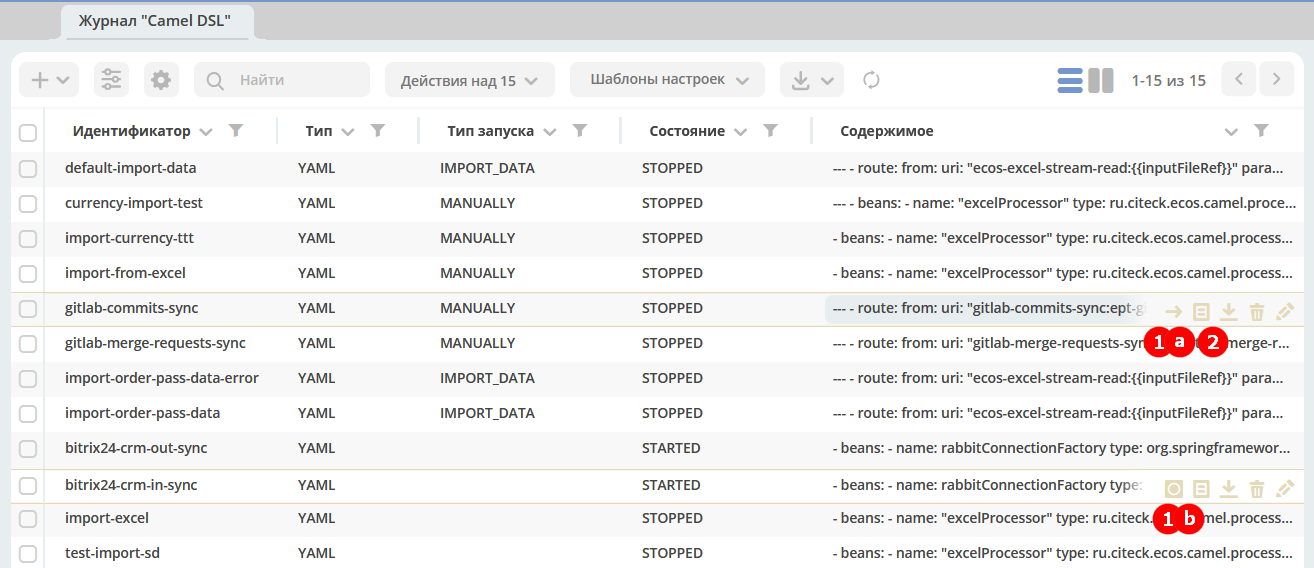 Журнал "Camel DSL"
Найти Действия над 15 Шаблоны настроек 1-15 из 15
Идентификатор Тип Тип запуска Состояние Содержимое
default-import-data YAML IMPORT_DATA STOPPED --- - route: from: uri: "ecos-excel-stream-read:{{inputFileRef}}" para...
currency-import-test YAML MANUALLY STOPPED --- - beans: - name: "excelProcessor" type: ru.citeck.ecos.camel.proce...
import-currency-ttt YAML MANUALLY STOPPED - beans: - name: "excelProcessor" type: ru.citeck.ecos.camel.process...
import-from-excel YAML MANUALLY STOPPED - beans: - name: "excelProcessor" type: ru.citeck.ecos.camel.process...
gitlab-commits-sync YAML MANUALLY STOPPED --- - route: from: uri: "gitlab-commits-sync:ept-g
gitlab-merge-requests-sync YAML MANUALLY STOPPED --- - route: from: uri: "gitlab-merge-requests-syn 1 a 2 merge-r...
import-order-pass-data-error YAML IMPORT_DATA STOPPED --- - route: from: uri: "ecos-excel-stream-read:{{inputFileRef}}" para...
import-order-pass-data YAML IMPORT_DATA STOPPED --- - route: from: uri: "ecos-excel-stream-read:{{inputFileRef}}" para...
bitrix24-crm-out-sync YAML STARTED - beans: - name: rabbitConnectionFactory type: org.springframewor...
bitrix24-crm-in-sync YAML STARTED - beans: - name: rabbitConnectionFactory type:
import-excel YAML STOPPED - beans: - name: "excelProcessor" type: ru.citeck. 1 b mel.process...
test-import-sd YAML STOPPED - beans: - name: "excelProcessor" type: ru.citeck.ecos.camel.process...